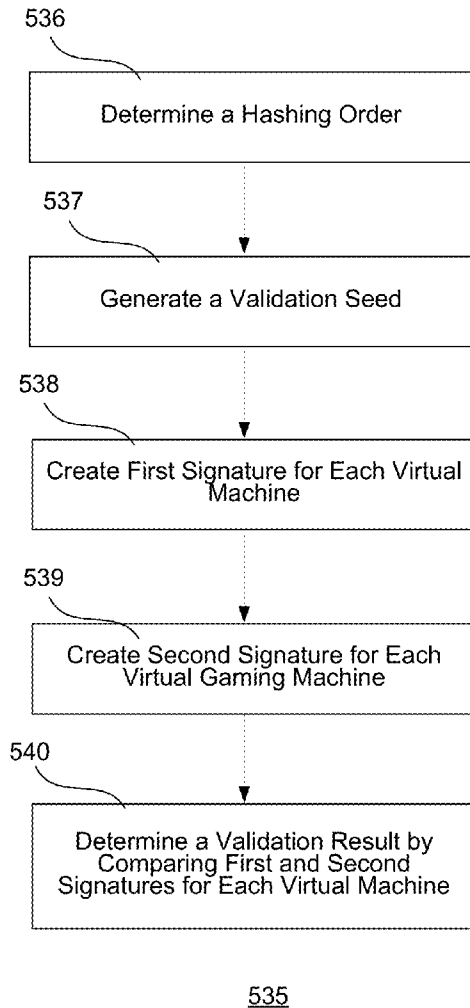 536
Determine a Hashing Order
537
Generate a Validation Seed
538
Create First Signature for Each Virtual
Machine
539
Create Second Signature for Each
Virtual Gaming Machine
540
Determine a Validation Result by
Comparing First and Second
Signatures for Each Virtual Machine
535